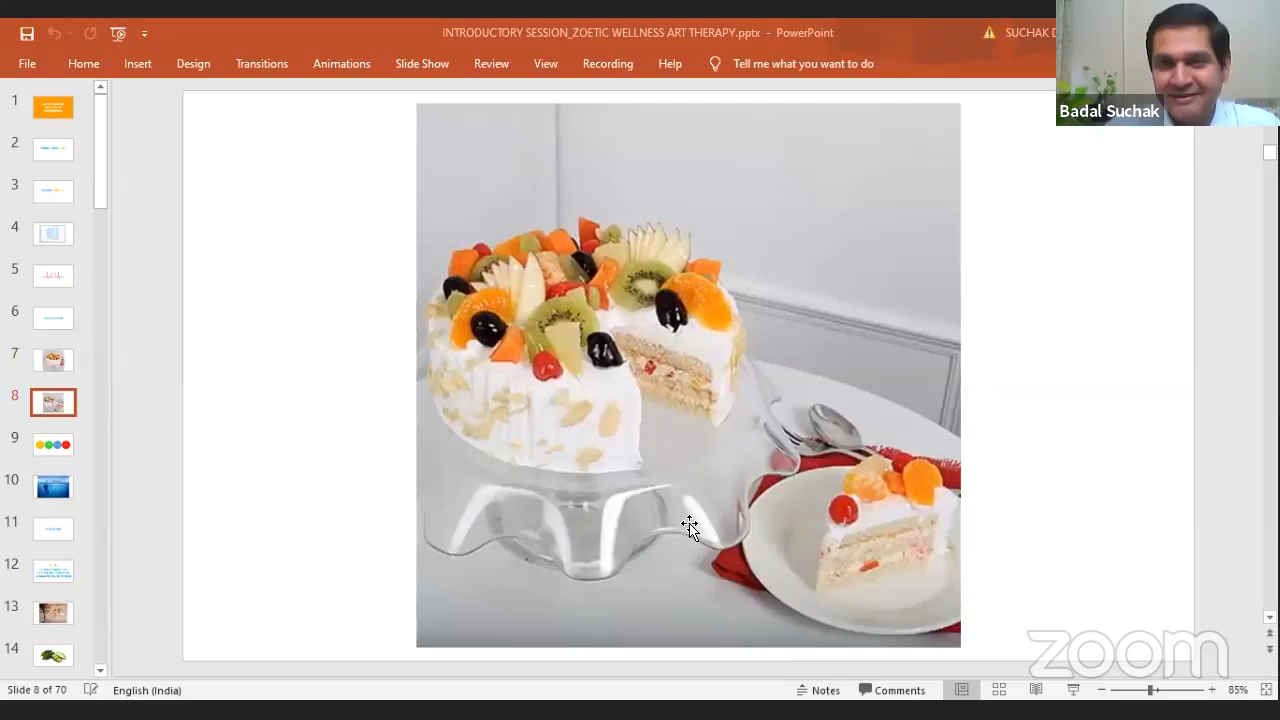 INTRODUCTORY SESSION_ZOETIC WELLNESS ART THERAPY.pptx - PowerPoint
SUCHAK D
File Home Insert Design Transitions Animations Slide Show Review View Recording Help Tell me what you want to do
Badal Suchak
1
2
3
4
5
6
7
8
9
10
11
12
13
14
zoom
Slide 8 of 70 English (India) Notes Comments 85%